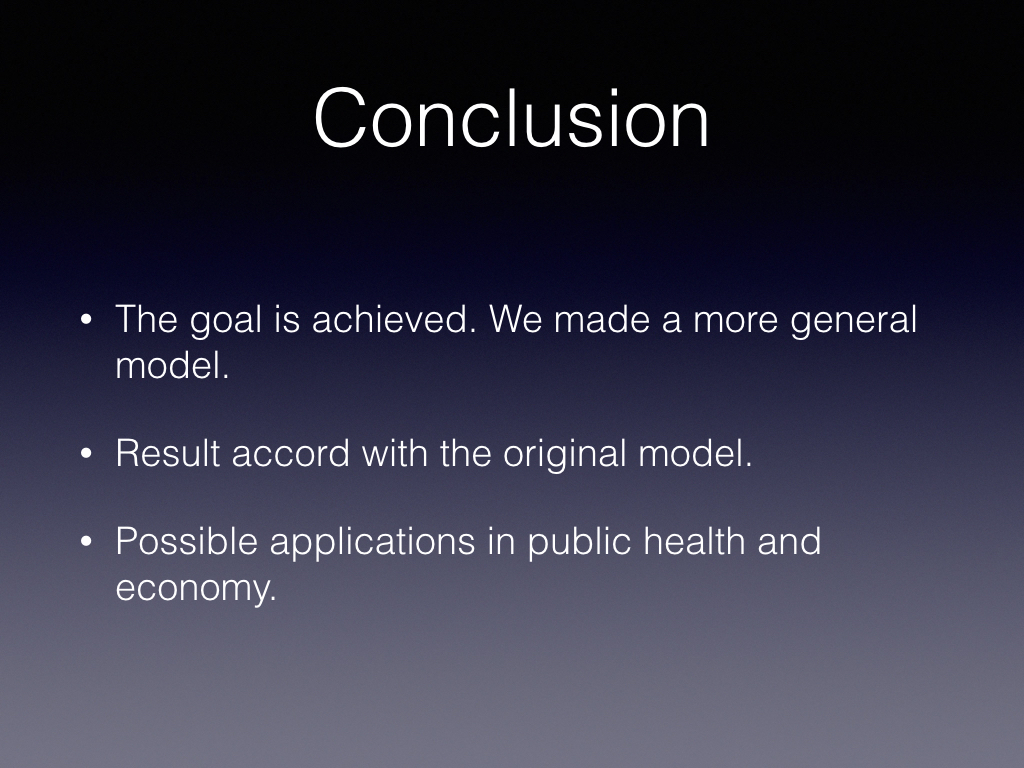 Conclusion
• The goal is achieved. We made a more general
model.
• Result accord with the original model.
• Possible applications in public health and
economy.